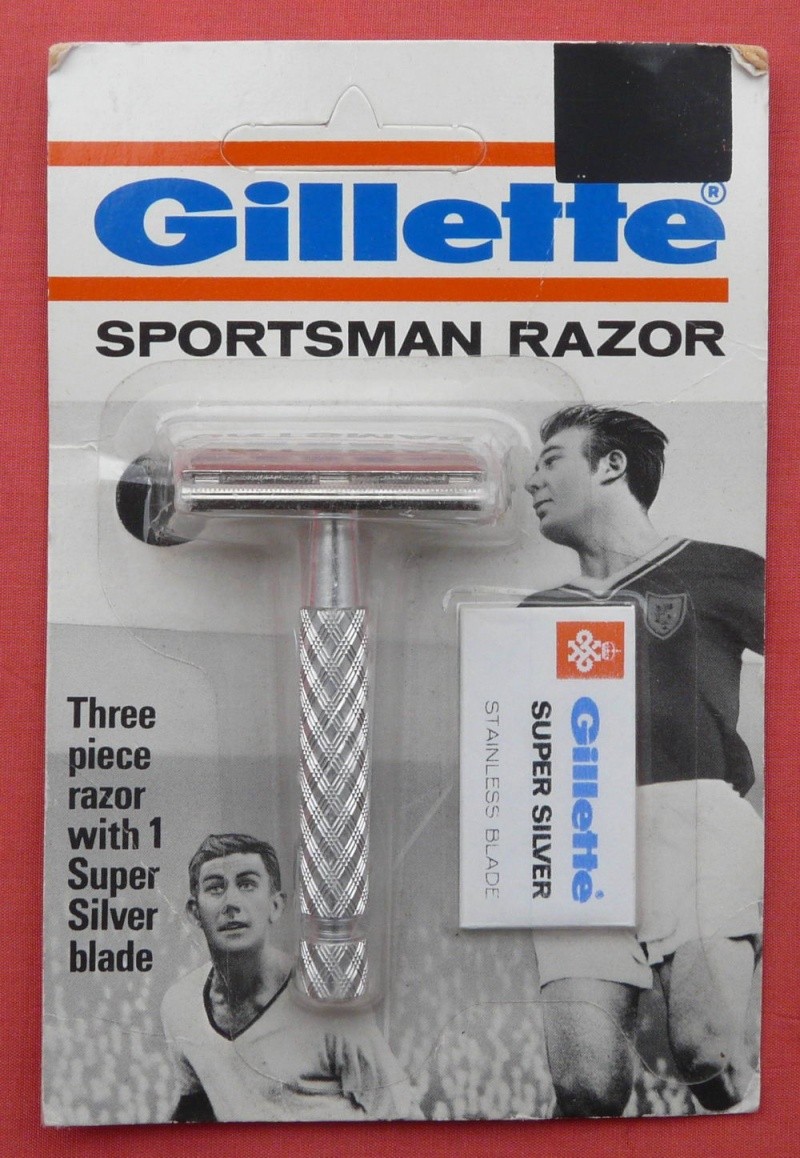 Gillette®
SPORTSMAN RAZOR
Three
piece
razor
with 1
Super
Silver
blade
Gillette®
SUPER SILVER
STAINLESS BLADE